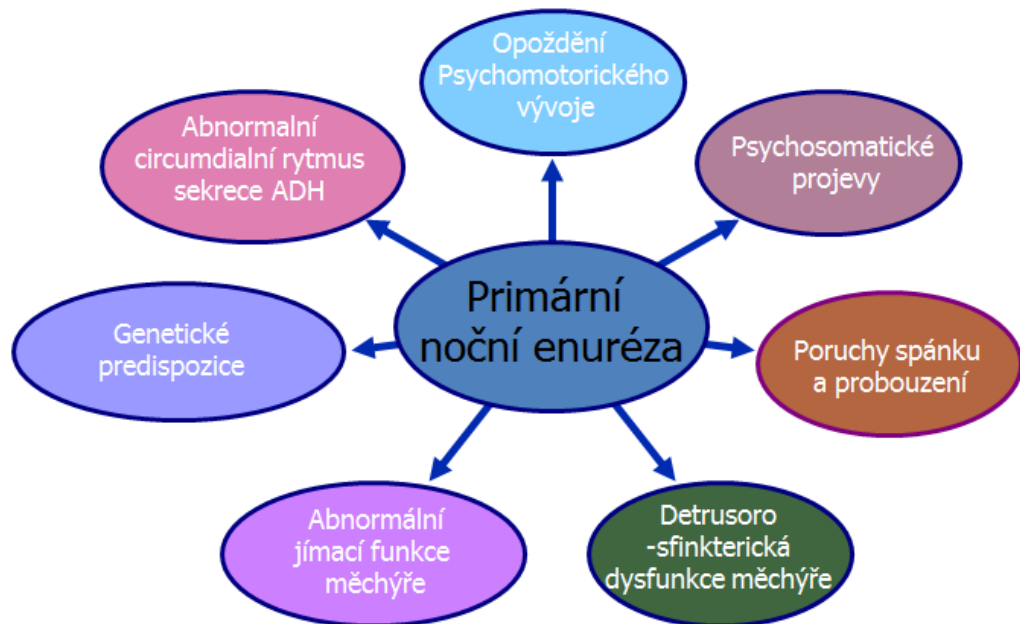 Opoždění
Psychomotorického
vývoje
Abnormalní
circumdialní rytmus
sekrece ADH
Psychosomatické
projevy
Primární
noční enuréza
Genetické
predispozice
Poruchy spánku
a probouzení
Abnormální
jímací funkce
měchýře
Detrusoro
-sfinkterická
dysfunkce měchýře